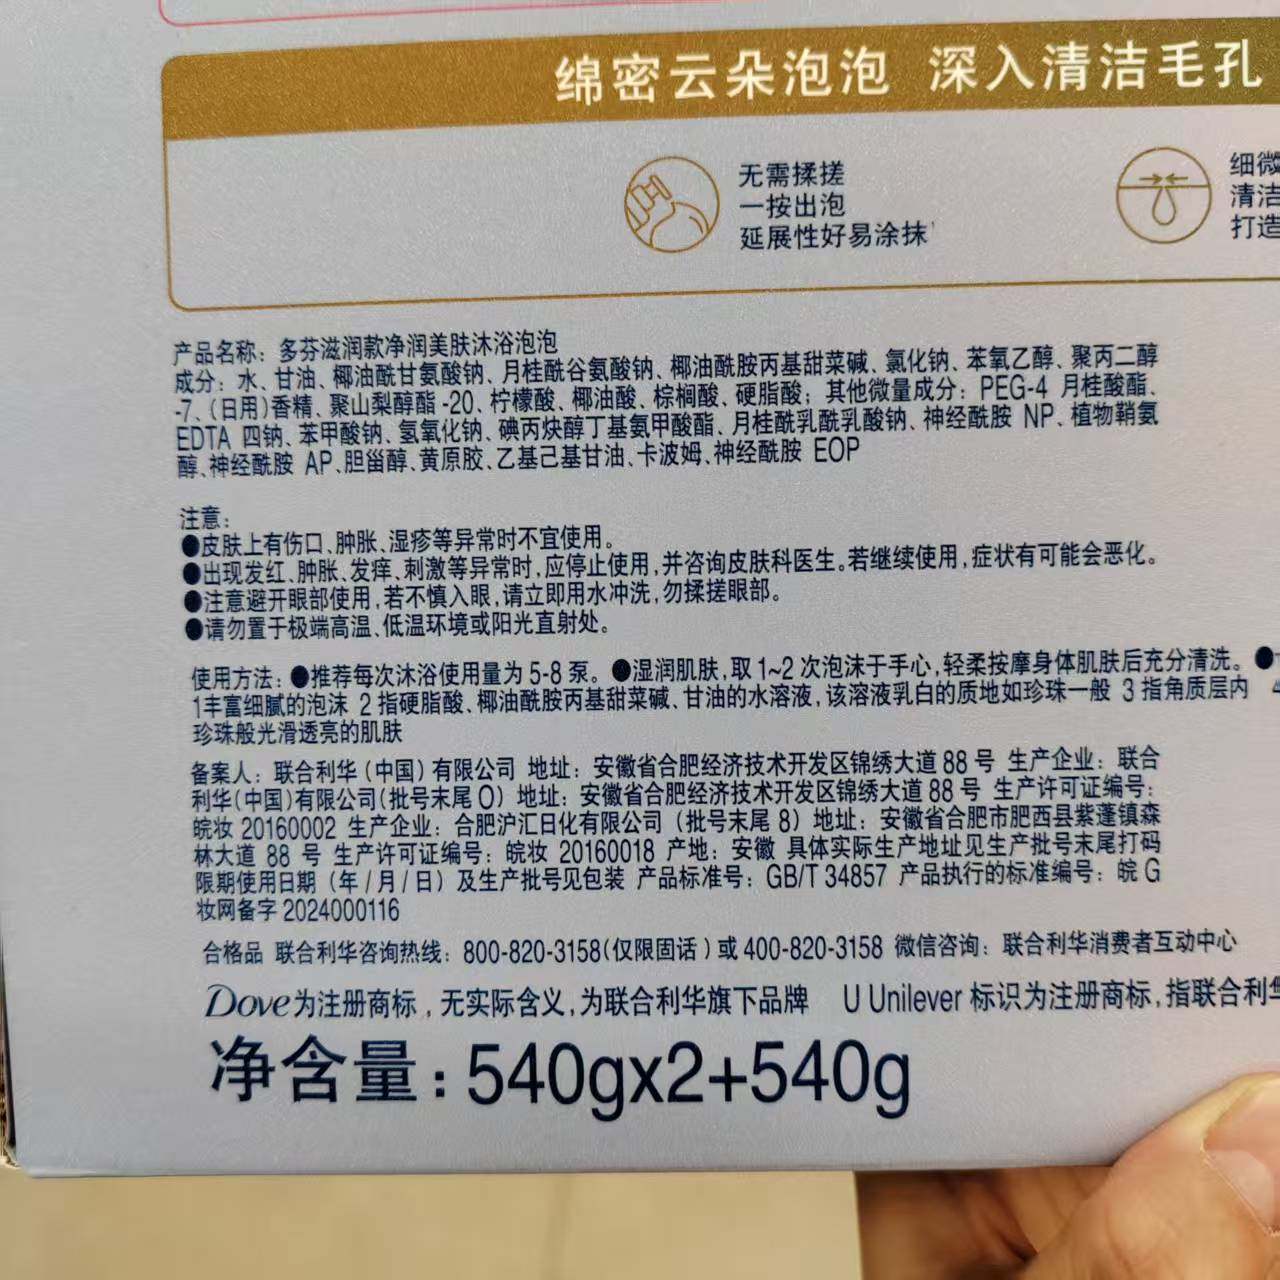 绵密云朵泡泡 深入清洁毛孔
无需揉搓
一按出泡
延展性好易涂抹¹
细微
清洁
打造
产品名称：多芬滋润款净润美肤沐浴泡泡
成分：水、甘油、椰油酰甘氨酸钠、月桂酰谷氨酸钠、椰油酰胺丙基甜菜碱、氯化钠、苯氧乙醇、聚丙二醇
-7、(日用)香精、聚山梨醇酯 -20、柠檬酸、椰油酸、棕榈酸、硬脂酸；其他微量成分：PEG-4 月桂酸酯、
EDTA 四钠、苯甲酸钠、氢氧化钠、碘丙炔醇丁基氨甲酸酯、月桂酰乳酰乳酸钠、神经酰胺 NP、植物鞘氨
醇、神经酰胺 AP、胆甾醇、黄原胶、乙基己基甘油、卡波姆、神经酰胺 EOP
注意：
●皮肤上有伤口、肿胀、湿疹等异常时不宜使用。
●出现发红、肿胀、发痒、刺激等异常时，应停止使用，并咨询皮肤科医生。若继续使用，症状有可能会恶化。
●注意避开眼部使用，若不慎入眼，请立即用水冲洗，勿揉搓眼部。
●请勿置于极端高温、低温环境或阳光直射处。
使用方法：●推荐每次沐浴使用量为 5-8 泵。●湿润肌肤，取 1~2 次泡沫于手心，轻柔按摩身体肌肤后充分清洗。●
1丰富细腻的泡沫 2 指硬脂酸、椰油酰胺丙基甜菜碱、甘油的水溶液，该溶液乳白的质地如珍珠一般 3 指角质层内 4
珍珠般光滑透亮的肌肤
备案人：联合利华（中国）有限公司 地址：安徽省合肥经济技术开发区锦绣大道 88 号 生产企业：联合
利华(中国)有限公司(批号末尾 O) 地址：安徽省合肥经济技术开发区锦绣大道 88 号 生产许可证编号：
皖妆 20160002 生产企业：合肥沪汇日化有限公司（批号末尾 8）地址：安徽省合肥市肥西县紫蓬镇森
林大道 88 号 生产许可证编号：皖妆 20160018 产地：安徽 具体实际生产地址见生产批号末尾打码
限期使用日期（年/月/日）及生产批号见包装 产品标准号：GB/T 34857 产品执行的标准编号：皖 G
妆网备字 2024000116
合格品 联合利华咨询热线：800-820-3158(仅限固话 ) 或 400-820-3158 微信咨询：联合利华消费者互动中心
Dove为注册商标，无实际含义，为联合利华旗下品牌 U Unilever 标识为注册商标，指联合利华
净含量：540gx2+540g